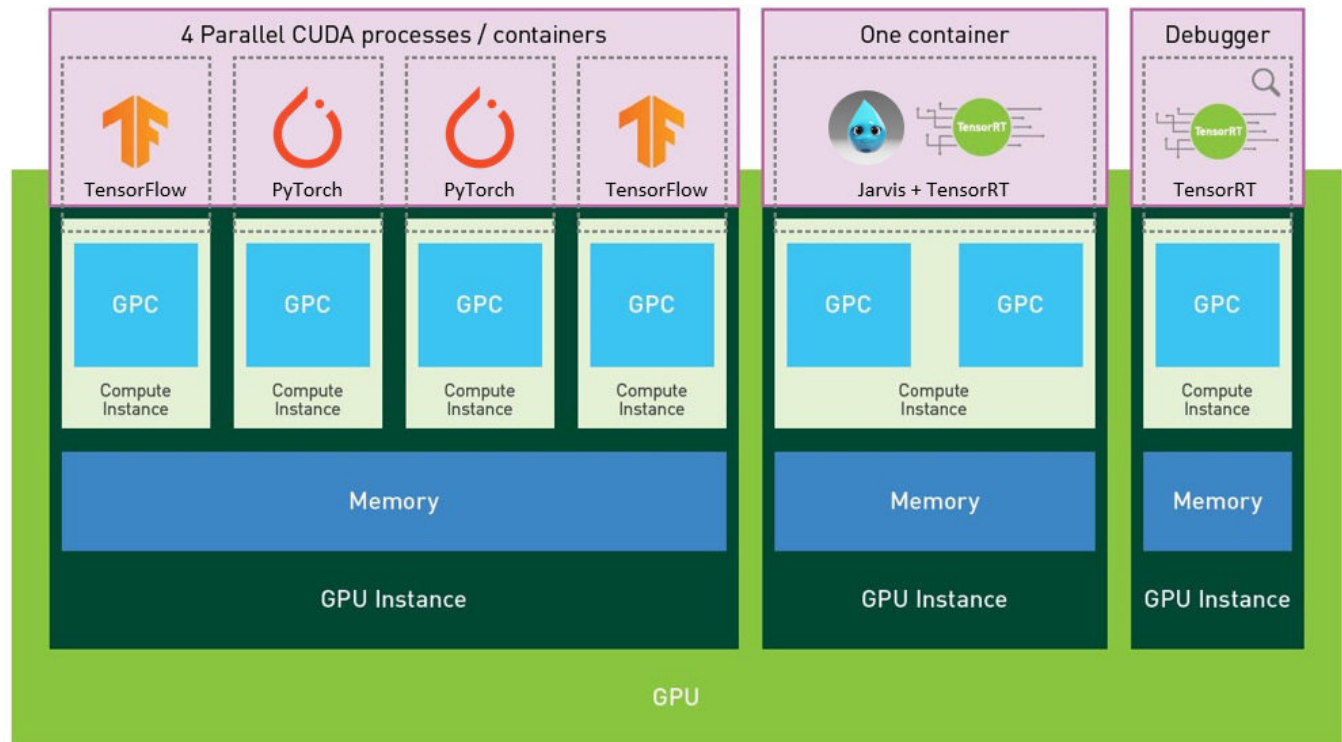 4 Parallel CUDA processes / containers
One container
Debugger
TensorRT
TensorRT
TensorFlow
PyTorch
PyTorch
TensorFlow
Jarvis + TensorRT
TensorRT
GPC
GPC
GPC
GPC
GPC
GPC
GPC
Compute
Instance
Compute
Instance
Compute
Instance
Compute
Instance
Compute
Instance
Compute
Instance
Memory
Memory
Memory
GPU Instance
GPU Instance
GPU Instance
GPU